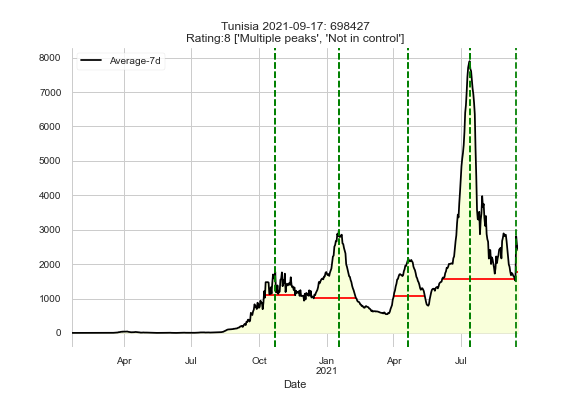 Tunisia 2021-09-17: 698427
Rating:8 ['Multiple peaks', 'Not in control']
Average-7d
8000
7000
6000
5000
4000
3000
2000
1000
0
Apr Jul Oct Jan Apr Jul
2021
Date